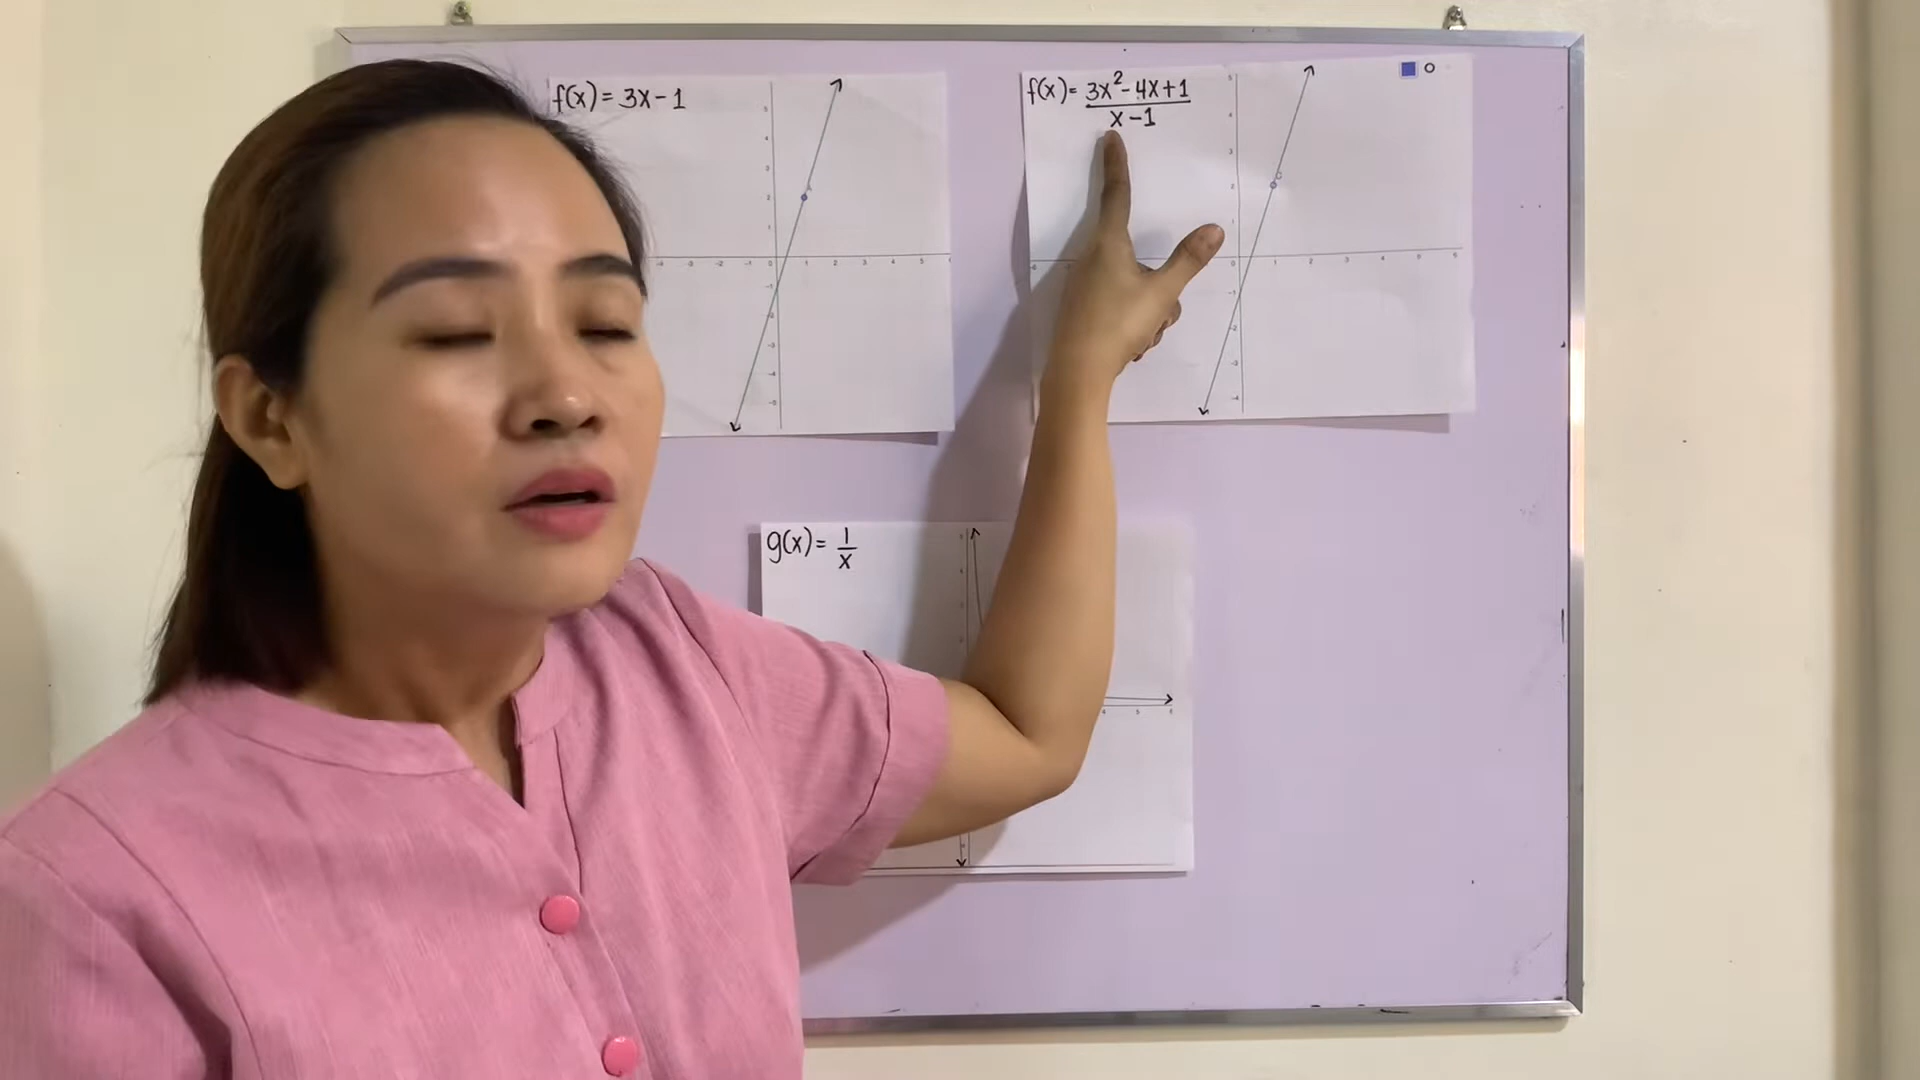 f(x) = 3x - 1
f(x) = 3x² - 4x + 1
x - 1
g(x) = 1
x